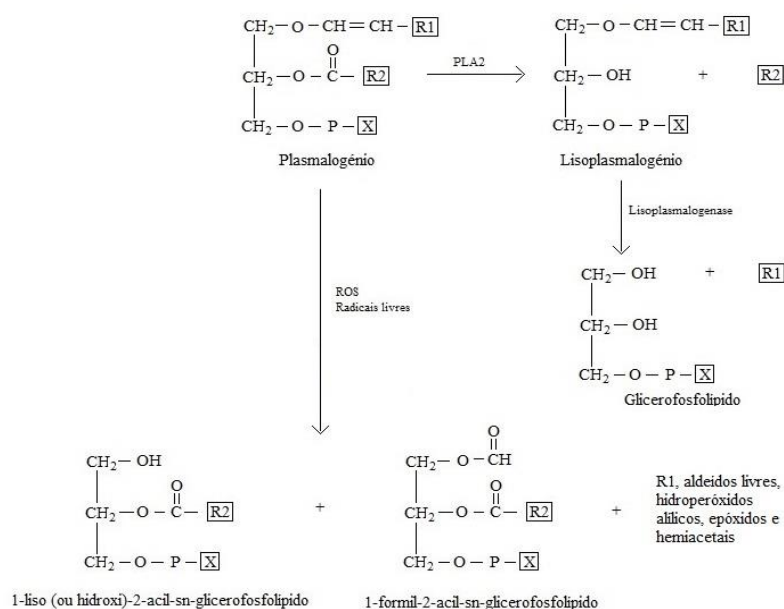 CH₂–O–CH=CH–R1
O
CH₂–O–C–R2
CH₂–O–P–X
Plasmalogénio
PLA2
CH₂–O–CH=CH–R1
CH₂–OH
+
R2
CH₂–O–P–X
Lisoplasmalogénio
Lisoplasmalogenase
CH₂–OH
+
R1
CH₂–OH
CH₂–O–P–X
Glicerofosfolipido
ROS
Radicais livres
CH₂–OH
O
CH₂–O–C–R2
CH₂–O–P–X
1-liso (ou hidroxi)-2-acil-sn-glicerofosfolipido
+
O
CH₂–O–CH
O
CH₂–O–C–R2
CH₂–O–P–X
1-formil-2-acil-sn-glicerofosfolipido
+
R1, aldeidos livres,
hidroperóxidos
alílicos, epóxidos e
hemiacetais